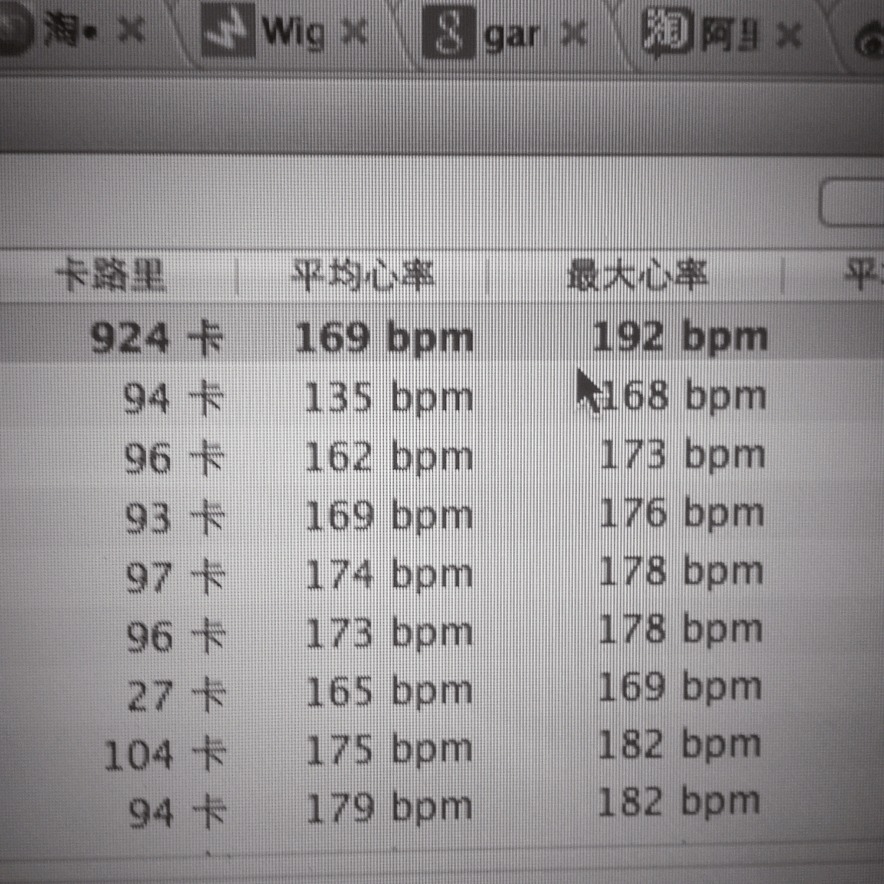 淘• Wig gar 阿里
卡路里 平均心率 最大心率 平
924 卡 169 bpm 192 bpm
94 卡 135 bpm 168 bpm
96 卡 162 bpm 173 bpm
93 卡 169 bpm 176 bpm
97 卡 174 bpm 178 bpm
96 卡 173 bpm 178 bpm
27 卡 165 bpm 169 bpm
104 卡 175 bpm 182 bpm
94 卡 179 bpm 182 bpm